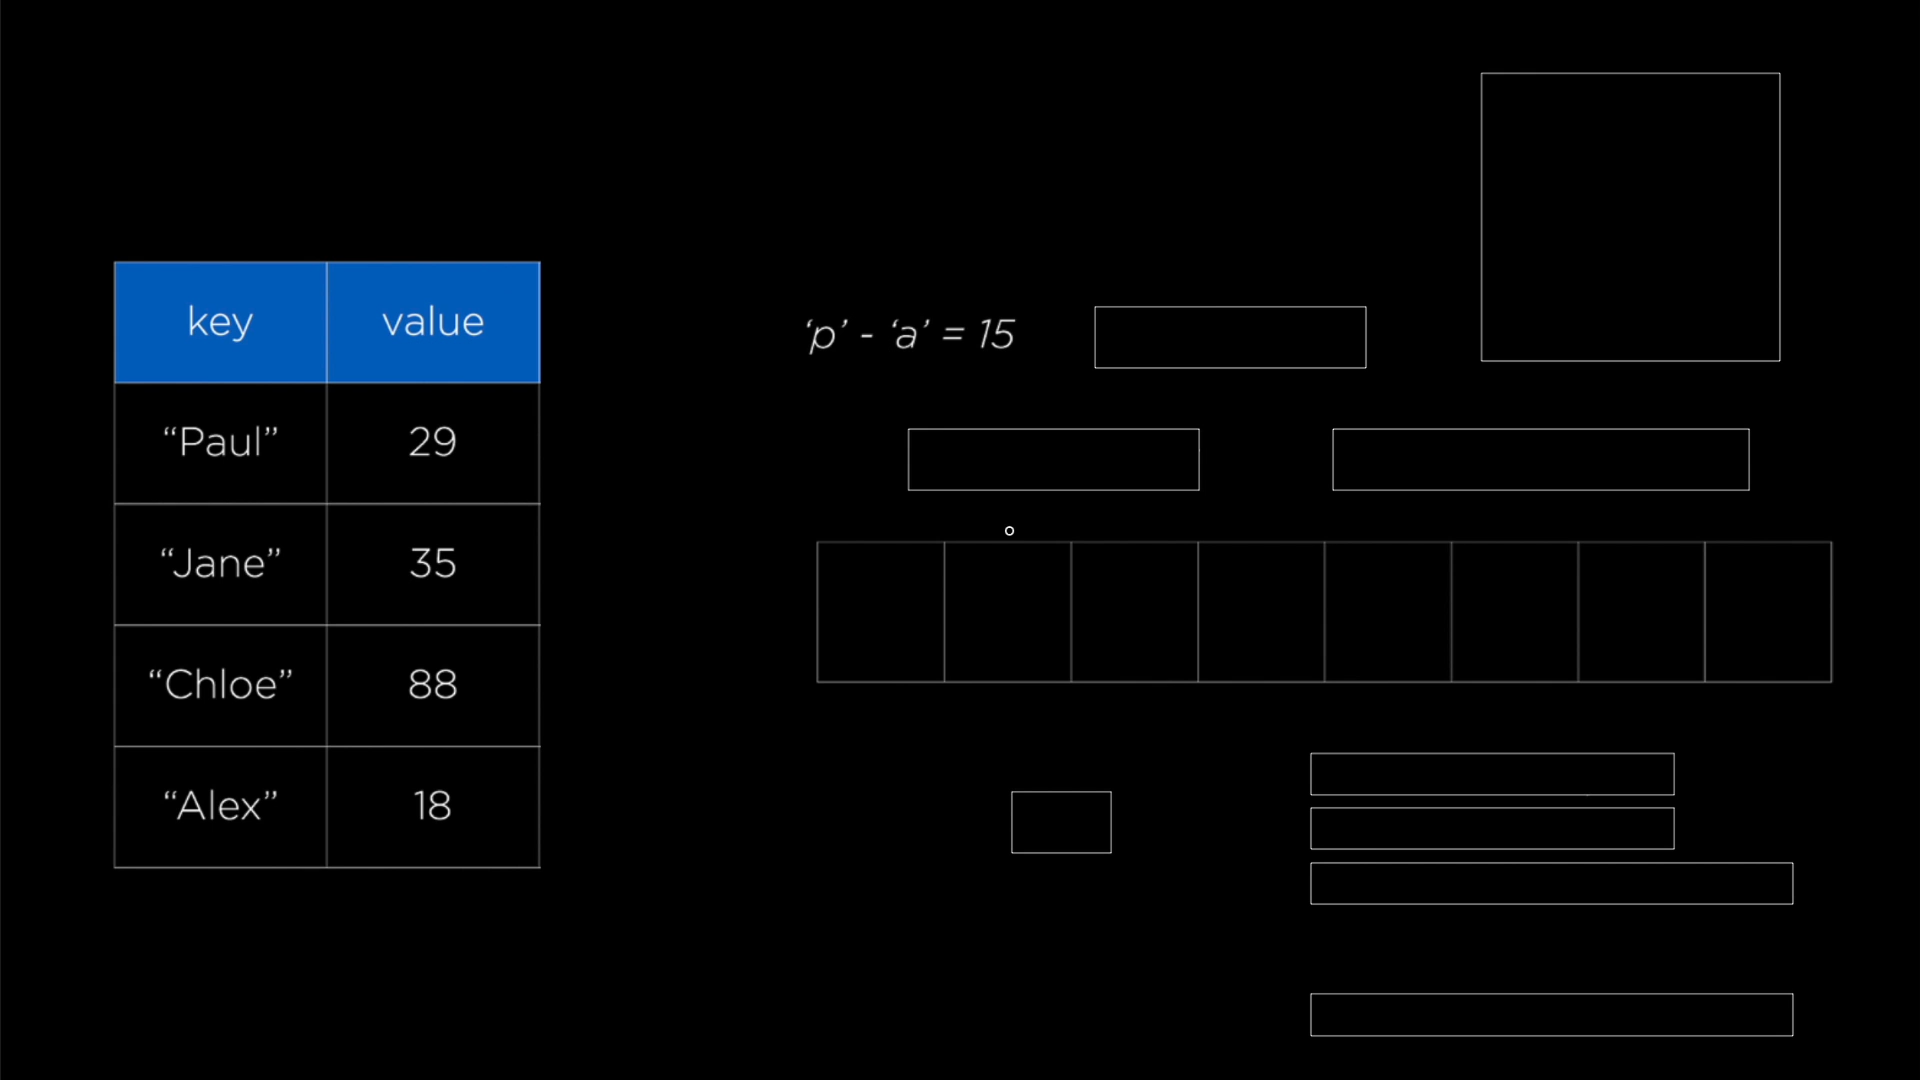 key value
“Paul” 29
“Jane” 35
“Chloe” 88
“Alex” 18
‘p’ - ‘a’ = 15